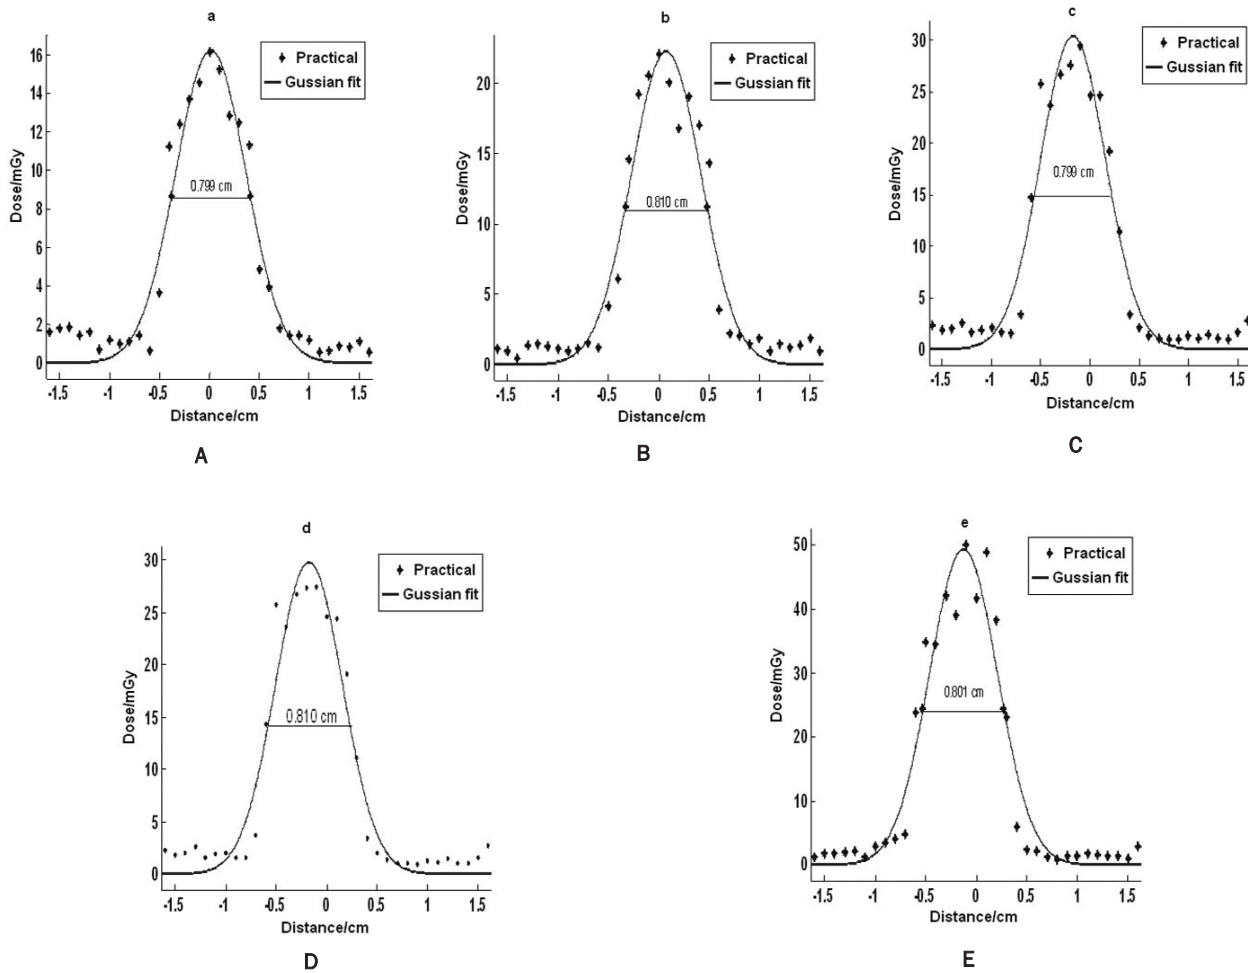 a
Practical
Gussian fit
16
14
12
10
8
6
4
2
0
0.799 cm
Dose/mGy
-1.5 -1 -0.5 0 0.5 1 1.5
Distance/cm
A
b
Practical
Gussian fit
20
15
10
5
0
0.810 cm
Dose/mGy
-1.5 -1 -0.5 0 0.5 1 1.5
Distance/cm
B
c
Practical
Gussian fit
30
25
20
15
10
5
0
0.799 cm
Dose/mGy
-1.5 -1 -0.5 0 0.5 1 1.5
Distance/cm
C
d
Practical
Gussian fit
30
25
20
15
10
5
0
0.810 cm
Dose/mGy
-1.5 -1 -0.5 0 0.5 1 1.5
Distance/cm
D
e
Practical
Gussian fit
50
40
30
20
10
0
0.801 cm
Dose/mGy
-1.5 -1 -0.5 0 0.5 1 1.5
Distance/cm
E